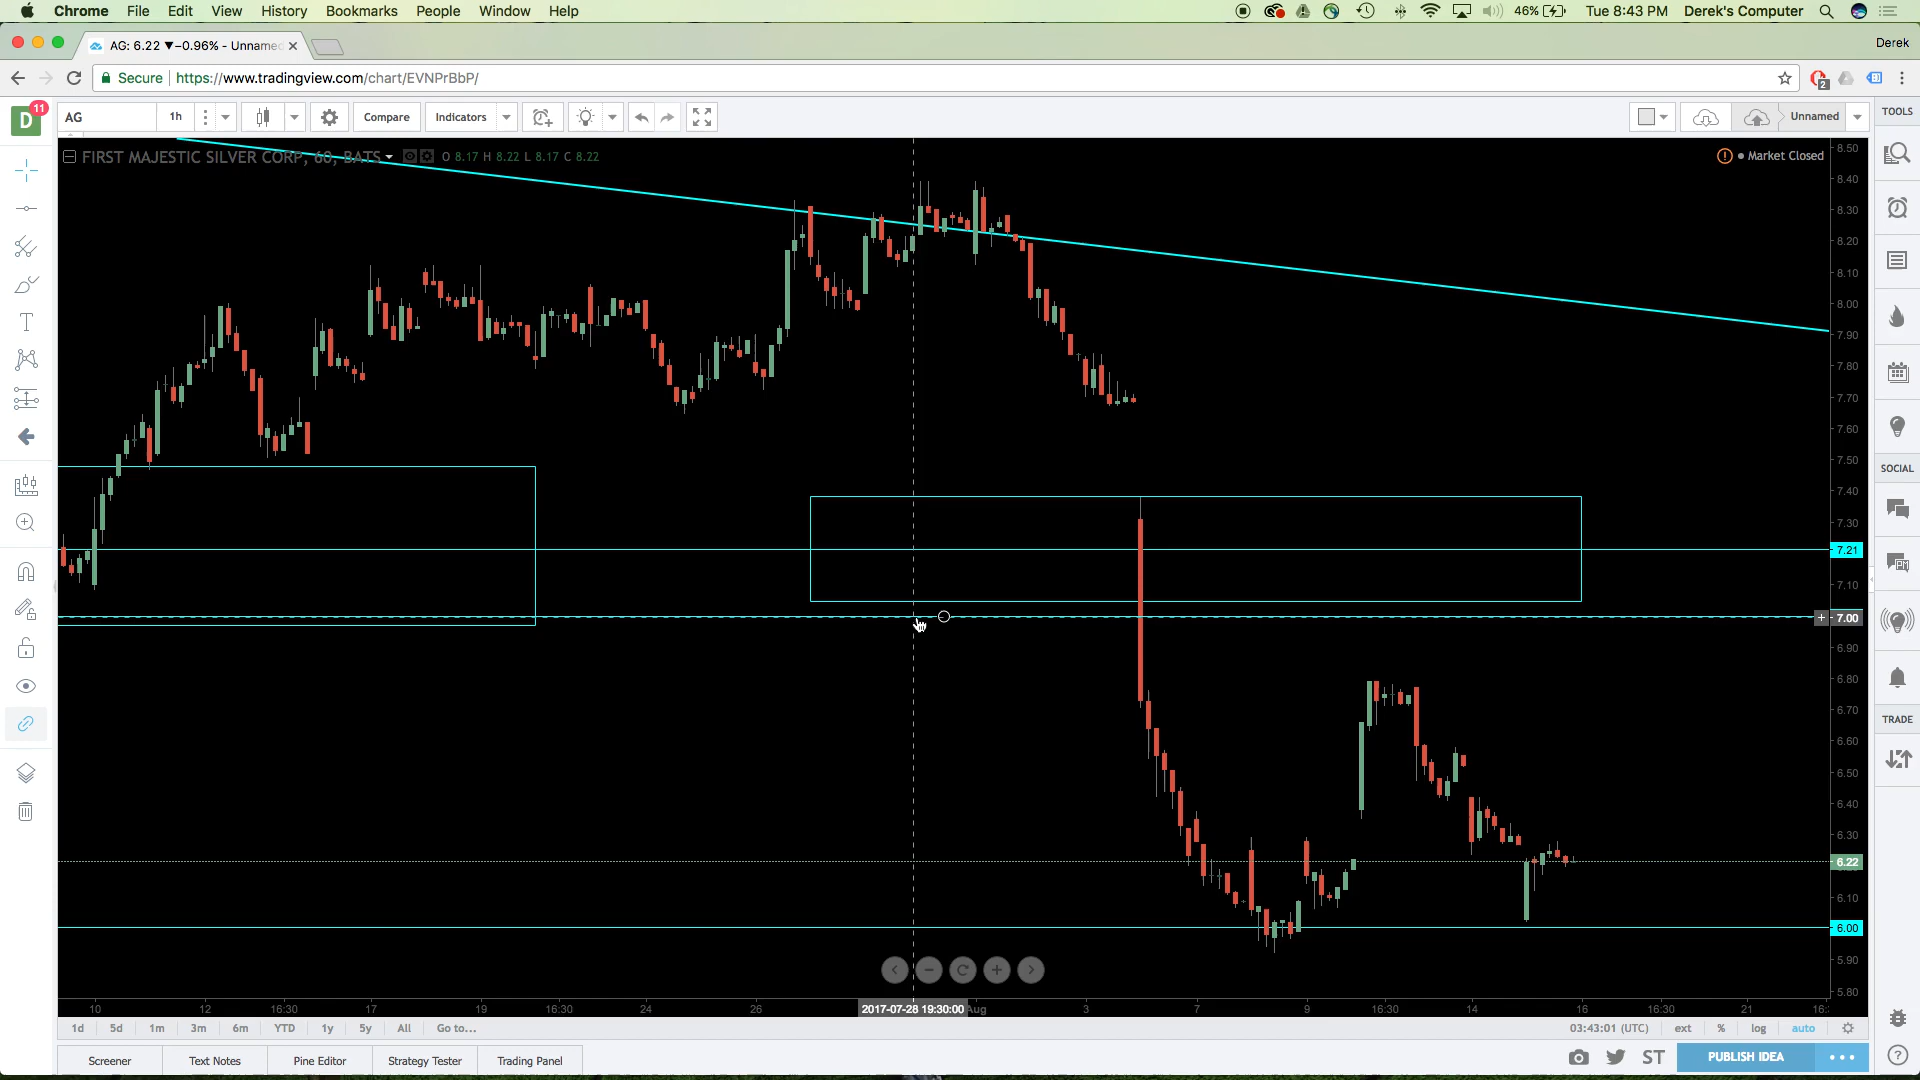 Chrome File Edit View History Bookmarks People Window Help 46% Tue 8:43 PM Derek's Computer
AG: 6.22 ▼−0.96% - Unnamed Derek
Secure | https://www.tradingview.com/chart/EVNPrBbP/ 2
D 11 AG 1h Compare Indicators Unnamed TOOLS
FIRST MAJESTIC SILVER CORP, 60, BATS O 8.17 H 8.22 L 8.17 C 8.22 Market Closed
8.50
8.40
8.30
8.20
8.10
8.00
7.90
7.80
7.70
7.60
7.50
SOCIAL
7.40
7.30
7.21
7.10
7.00
6.90
6.80
6.70
TRADE
6.60
6.50
6.40
6.30
6.22
6.10
6.00
5.90
5.80
10 12 16:30 17 19 16:30 24 26 2017-07-28 19:30:00 Aug 3 7 9 16:30 14 16 16:30 21 16:
1d 5d 1m 3m 6m YTD 1y 5y All Go to... 03:43:01 (UTC) ext % log auto
Screener Text Notes Pine Editor Strategy Tester Trading Panel ST PUBLISH IDEA